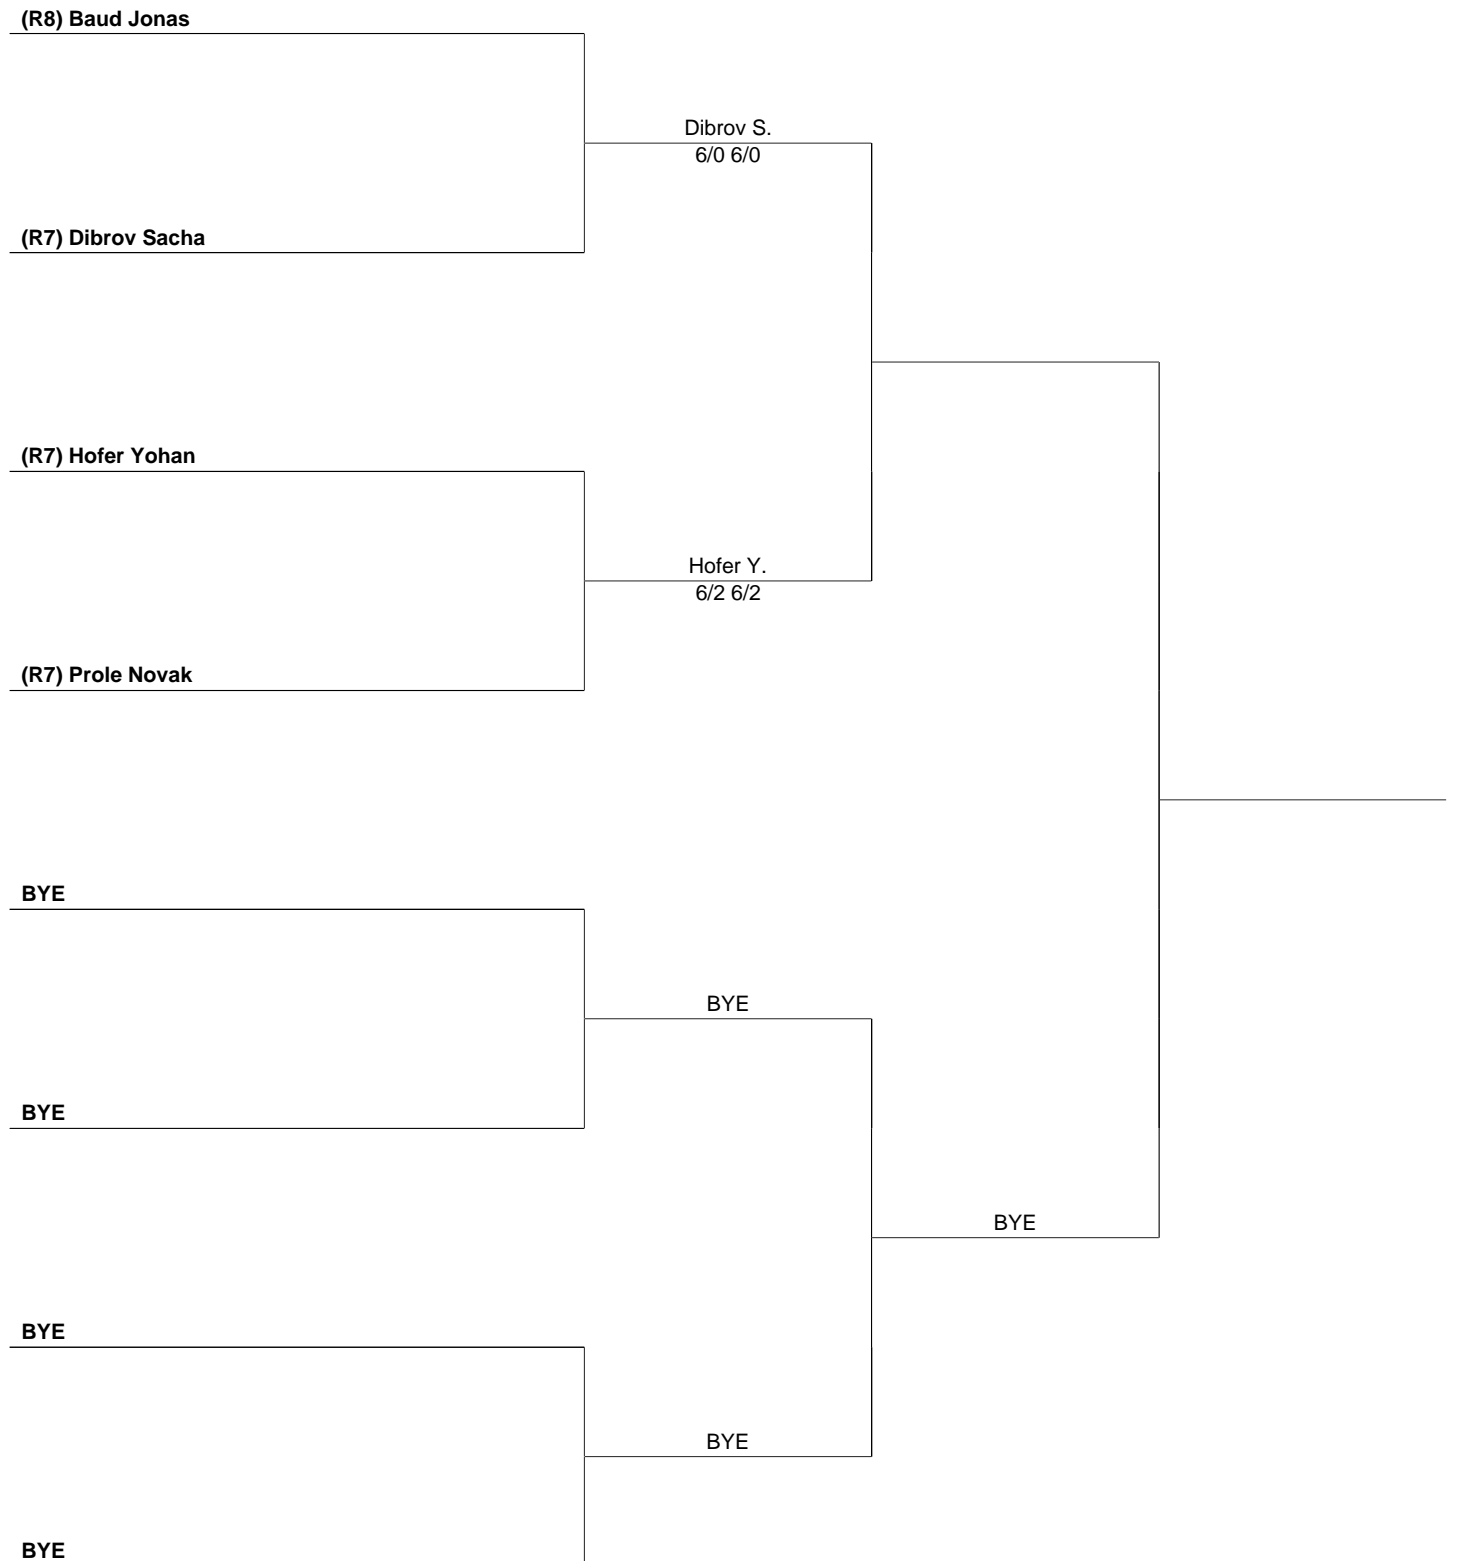 (R8) Baud Jonas
Dibrov S.
6/0 6/0
(R7) Dibrov Sacha
(R7) Hofer Yohan
Hofer Y.
6/2 6/2
(R7) Prole Novak
BYE
BYE
BYE
BYE
BYE
BYE
BYE